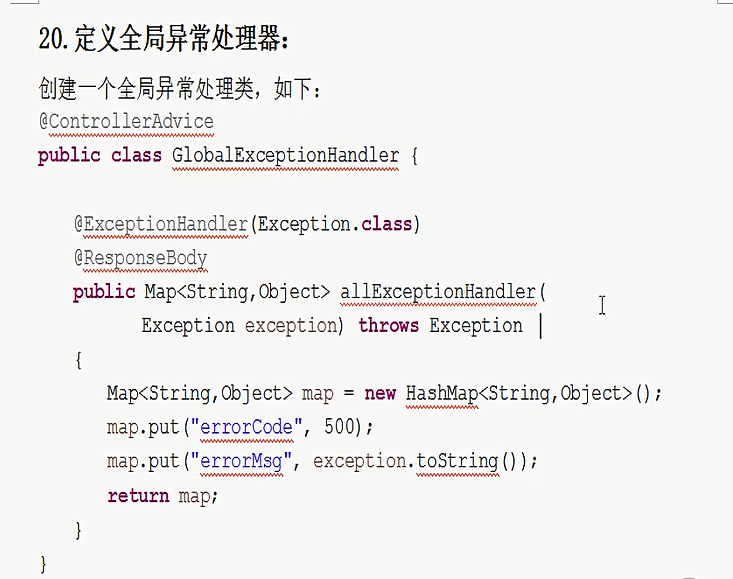 20.定义全局异常处理器：
创建一个全局异常处理类，如下：
@ControllerAdvice
public class GlobalExceptionHandler {
@ExceptionHandler(Exception.class)
@ResponseBody
public Map<String,Object> allExceptionHandler(
Exception exception) throws Exception
{
Map<String,Object> map = new HashMap<String,Object>();
map.put("errorCode", 500);
map.put("errorMsg", exception.toString());
return map;
}
}